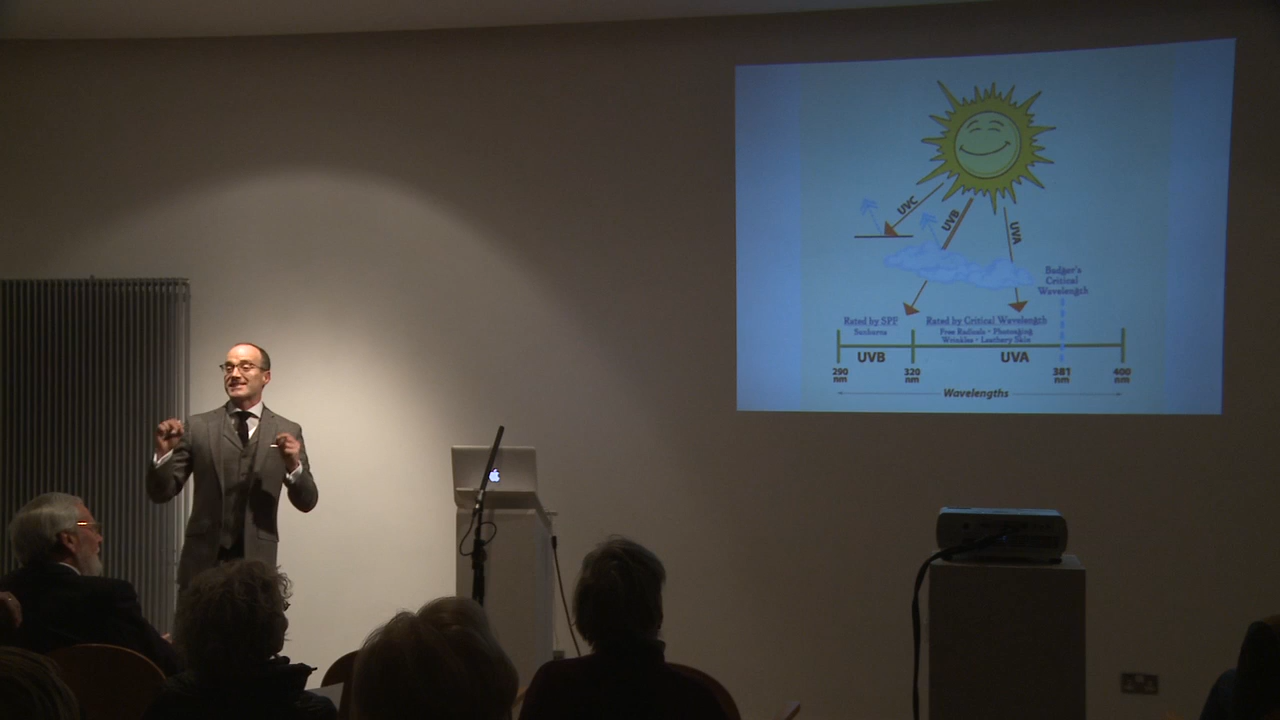 UVC
UVB
UVA
Badger's
Critical
Wavelength
Rated by SPF
Sunburns
Rated by Critical Wavelength
Free Radicals • Photoaging
Wrinkles • Leathery Skin
UVB
UVA
290
nm
320
nm
381
nm
400
nm
Wavelengths